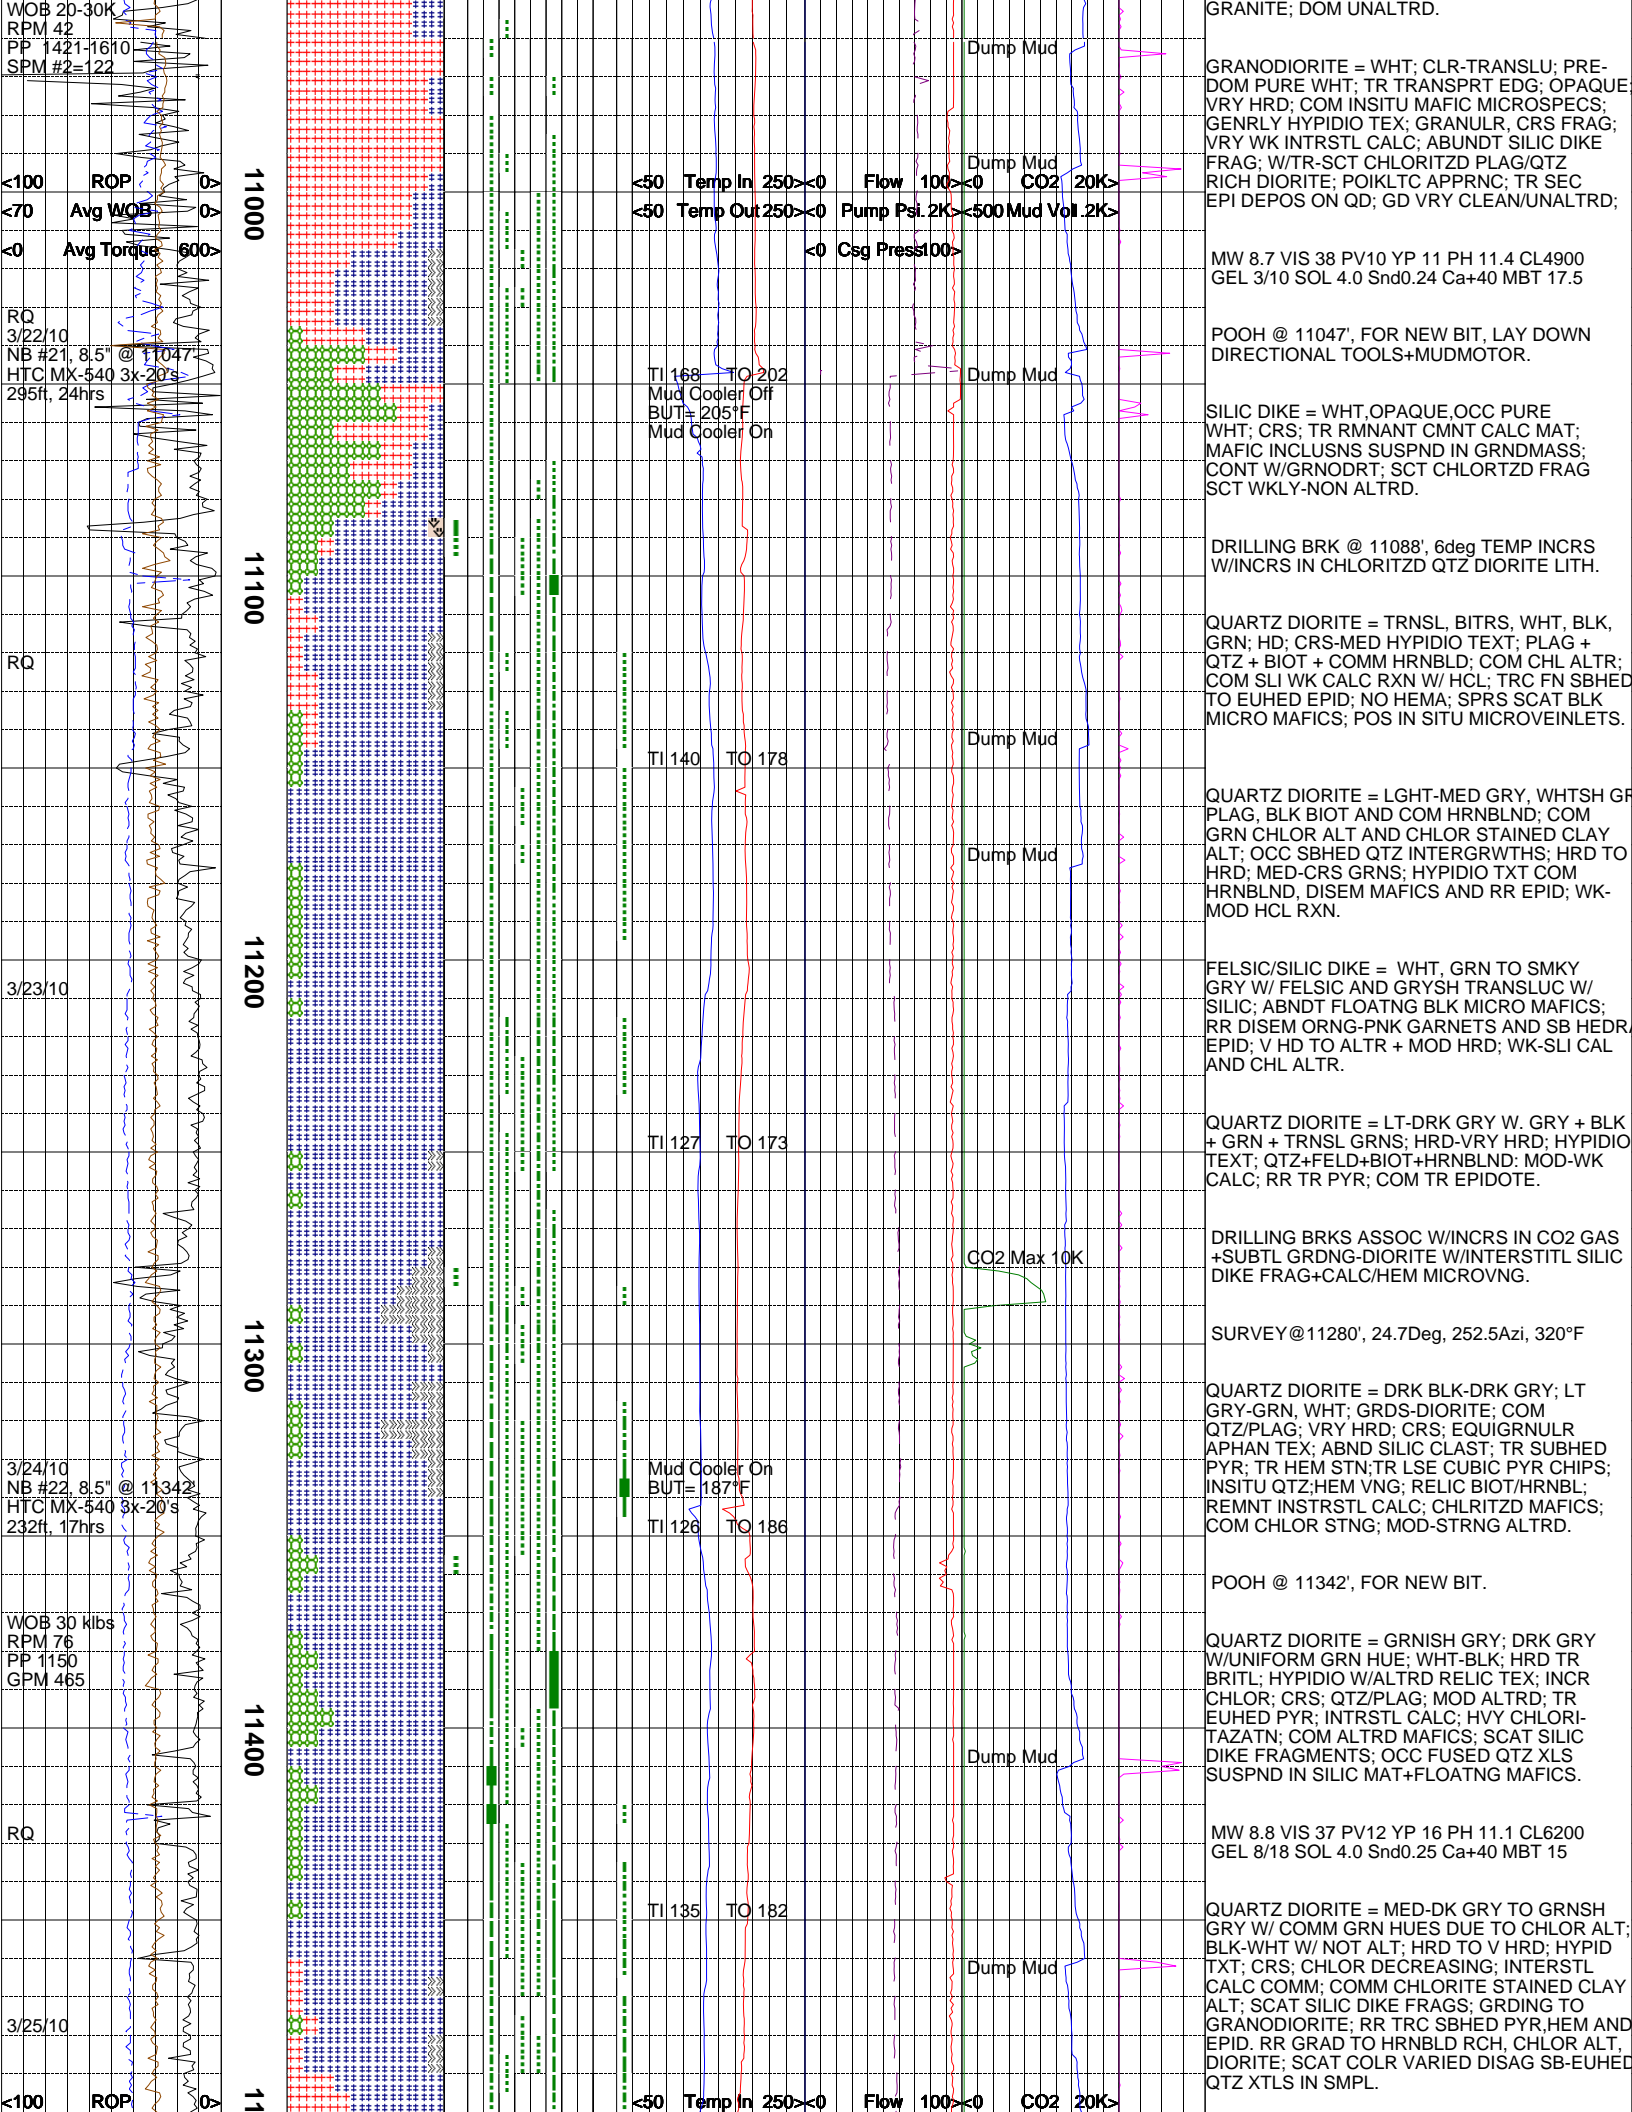 WOB 20-30K
RPM 42
PP 1421-1610
SPM #2=122
<100 ROP 0>
<70 Avg WOB 0>
<0 Avg Torque 600>
RQ
3/22/10
NB #21, 8.5" @ 11047'
HTC MX-540 3x-20's
295ft, 24hrs
RQ
3/23/10
3/24/10
NB #22, 8.5" @ 11342'
HTC MX-540 3x-20's
232ft, 17hrs
WOB 30 klbs
RPM 76
PP 1150
GPM 465
RQ
3/25/10
<100 ROP 0>
11000
11100
11200
11300
11400
11
<50 Temp In 250>
<50 Temp Out 250>
TI 168 TO 202
Mud Cooler Off
BUT= 205°F
Mud Cooler On
TI 140 TO 178
TI 127 TO 173
Mud Cooler On
BUT= 187°F
TI 126 TO 186
TI 135 TO 182
<50 Temp In 250>
<0 Flow 100>
<0 Pump Psi. 2K>
<0 Csg Press 100>
<0 Flow 100>
Dump Mud
Dump Mud
<0 CO2 20K>
<500 Mud Vol .2K>
Dump Mud
Dump Mud
Dump Mud
CO2 Max 10K
Dump Mud
Dump Mud
<0 CO2 20K>
GRANITE; DOM UNALTRD.
GRANODIORITE = WHT; CLR-TRANSLU; PRE-
DOM PURE WHT; TR TRANSPRT EDG; OPAQUE;
VRY HRD; COM INSITU MAFIC MICROSPECS;
GENRLY HYPIDIO TEX; GRANULR, CRS FRAG;
VRY WK INTRSTL CALC; ABUNDT SILIC DIKE
FRAG; W/TR-SCT CHLORITZD PLAG/QTZ
RICH DIORITE; POIKLTC APPRNC; TR SEC
EPI DEPOS ON QD; GD VRY CLEAN/UNALTRD;
MW 8.7 VIS 38 PV10 YP 11 PH 11.4 CL4900
GEL 3/10 SOL 4.0 Snd0.24 Ca+40 MBT 17.5
POOH @ 11047', FOR NEW BIT, LAY DOWN
DIRECTIONAL TOOLS+MUDMOTOR.
SILIC DIKE = WHT,OPAQUE,OCC PURE
WHT; CRS; TR RMNANT CMNT CALC MAT;
MAFIC INCLUSNS SUSPND IN GRNDMASS;
CONT W/GRNODRT; SCT CHLORTZD FRAG
SCT WKLY-NON ALTRD.
DRILLING BRK @ 11088', 6deg TEMP INCRS
W/INCRS IN CHLORITZD QTZ DIORITE LITH.
QUARTZ DIORITE = TRNSL, BITRS, WHT, BLK,
GRN; HD; CRS-MED HYPIDIO TEXT; PLAG +
QTZ + BIOT + COMM HRNBLD; COM CHL ALTR;
COM SLI WK CALC RXN W/ HCL; TRC FN SBHED
TO EUHED EPID; NO HEMA; SPRS SCAT BLK
MICRO MAFICS; POS IN SITU MICROVEINLETS.
QUARTZ DIORITE = LGHT-MED GRY, WHTSH GR
PLAG, BLK BIOT AND COM HRNBLND; COM
GRN CHLOR ALT AND CHLOR STAINED CLAY
ALT; OCC SBHED QTZ INTERGRWTHS; HRD TO
HRD; MED-CRS GRNS; HYPIDIO TXT COM
HRNBLND, DISEM MAFICS AND RR EPID; WK-
MOD HCL RXN.
FELSIC/SILIC DIKE = WHT, GRN TO SMKY
GRY W/ FELSIC AND GRYSH TRANSLUC W/
SILIC; ABNDT FLOATNG BLK MICRO MAFICS;
RR DISEM ORNG-PNK GARNETS AND SB HEDRA
EPID; V HD TO ALTR + MOD HRD; WK-SLI CAL
AND CHL ALTR.
QUARTZ DIORITE = LT-DRK GRY W. GRY + BLK
+ GRN + TRNSL GRNS; HRD-VRY HRD; HYPIDIO
TEXT; QTZ+FELD+BIOT+HRNBLND: MOD-WK
CALC; RR TR PYR; COM TR EPIDOTE.
DRILLING BRKS ASSOC W/INCRS IN CO2 GAS
+SUBTL GRDNG-DIORITE W/INTERSTITL SILIC
DIKE FRAG+CALC/HEM MICROVNG.
SURVEY@11280', 24.7Deg, 252.5Azi, 320°F
QUARTZ DIORITE = DRK BLK-DRK GRY; LT
GRY-GRN, WHT; GRDS-DIORITE; COM
QTZ/PLAG; VRY HRD; CRS; EQUIGRNULR
APHAN TEX; ABND SILIC CLAST; TR SUBHED
PYR; TR HEM STN;TR LSE CUBIC PYR CHIPS;
INSITU QTZ;HEM VNG; RELIC BIOT/HRNBL;
REMNT INSTRSTL CALC; CHLRITZD MAFICS;
COM CHLOR STNG; MOD-STRNG ALTRD.
POOH @ 11342', FOR NEW BIT.
QUARTZ DIORITE = GRNISH GRY; DRK GRY
W/UNIFORM GRN HUE; WHT-BLK; HRD TR
BRITL; HYPIDIO W/ALTRD RELIC TEX; INCR
CHLOR; CRS; QTZ/PLAG; MOD ALTRD; TR
EUHED PYR; INTRSTL CALC; HVY CHLORI-
TAZATN; COM ALTRD MAFICS; SCAT SILIC
DIKE FRAGMENTS; OCC FUSED QTZ XLS
SUSPND IN SILIC MAT+FLOATNG MAFICS.
MW 8.8 VIS 37 PV12 YP 16 PH 11.1 CL6200
GEL 8/18 SOL 4.0 Snd0.25 Ca+40 MBT 15
QUARTZ DIORITE = MED-DK GRY TO GRNSH
GRY W/ COMM GRN HUES DUE TO CHLOR ALT;
BLK-WHT W/ NOT ALT; HRD TO V HRD; HYPID
TXT; CRS; CHLOR DECREASING; INTERSTL
CALC COMM; COMM CHLORITE STAINED CLAY
ALT; SCAT SILIC DIKE FRAGS; GRDING TO
GRANODIORITE; RR TRC SBHED PYR,HEM AND
EPID. RR GRAD TO HRNBLD RCH, CHLOR ALT,
DIORITE; SCAT COLR VARIED DISAG SB-EUHED
QTZ XTLS IN SMPL.